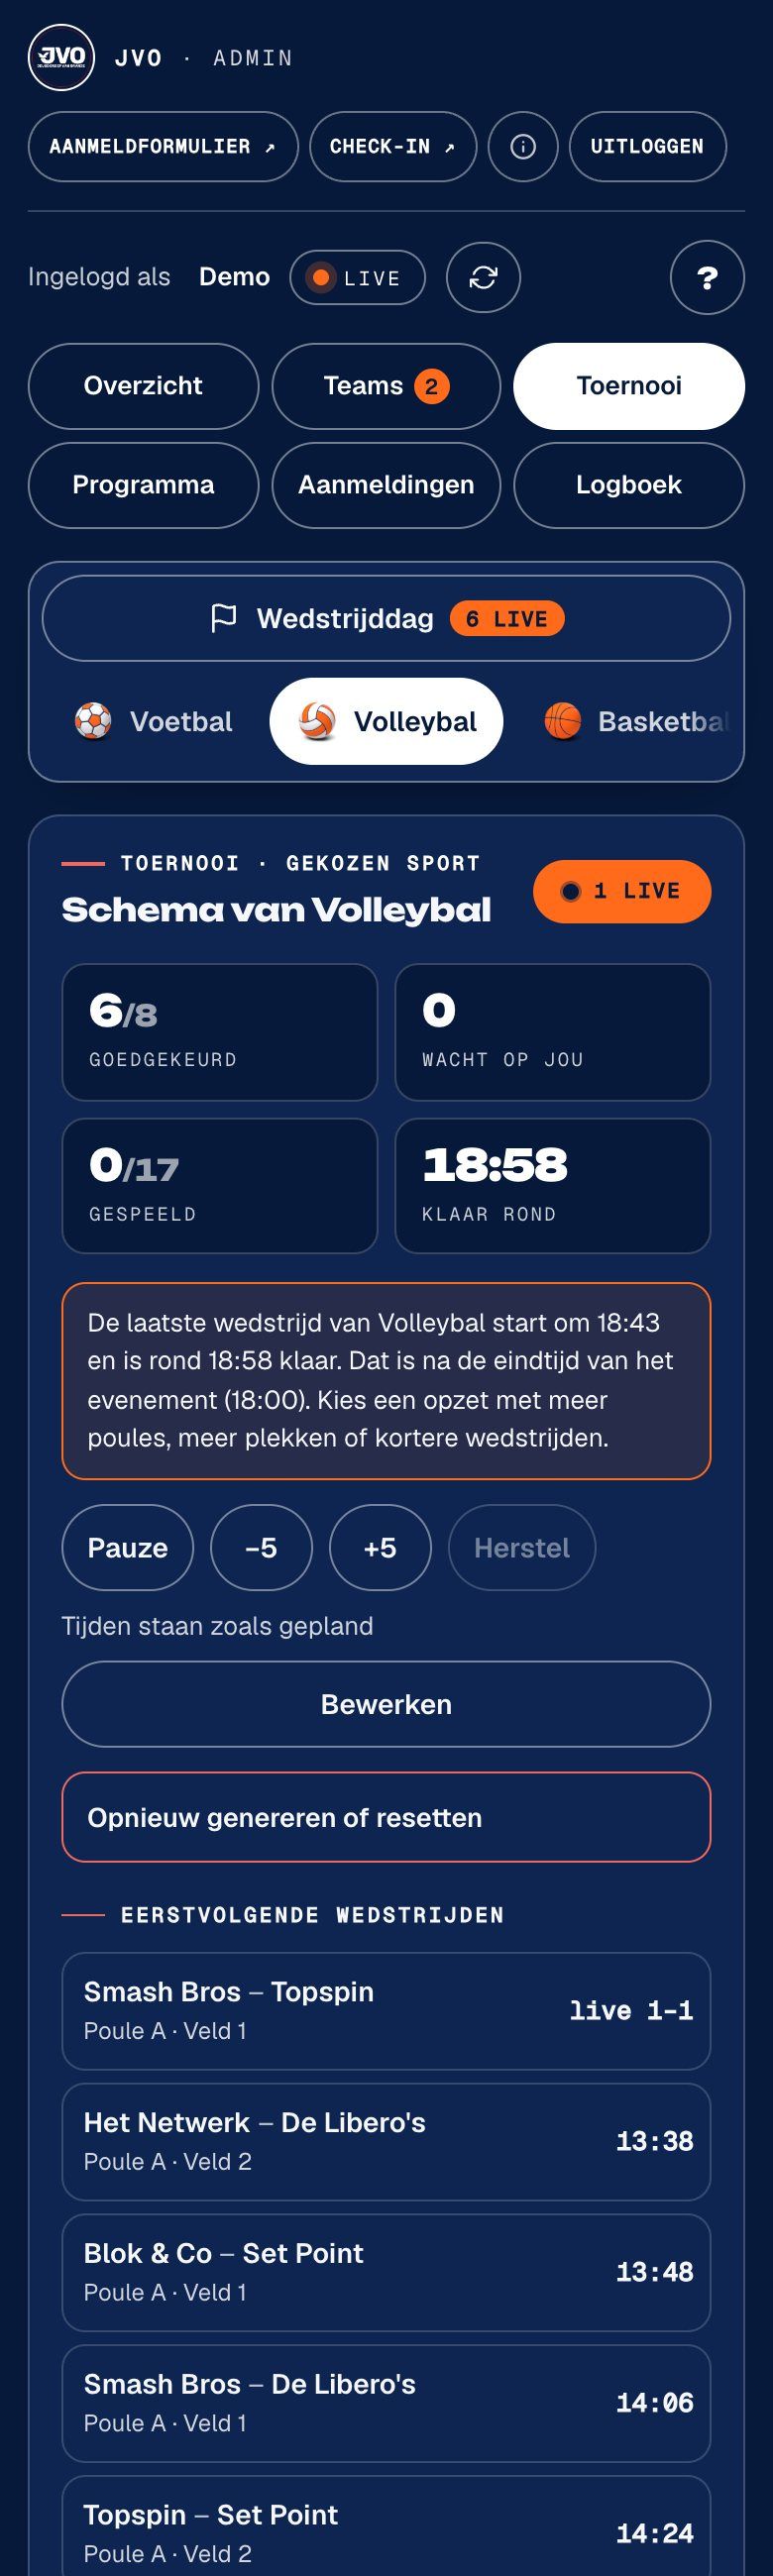 JVO
JVO · ADMIN
AANMELDFORMULIER ↗
CHECK-IN ↗
UITLOGGEN
Ingelogd als Demo
LIVE
?
Overzicht
Teams 2
Toernooi
Programma
Aanmeldingen
Logboek
Wedstrijddag 6 LIVE
Voetbal
Volleybal
Basketbal
TOERNOOI · GEKOZEN SPORT
Schema van Volleybal
1 LIVE
6/8
GOEDGEKEURD
0
WACHT OP JOU
0/17
GESPEELD
18:58
KLAAR ROND
De laatste wedstrijd van Volleybal start om 18:43
en is rond 18:58 klaar. Dat is na de eindtijd van het
evenement (18:00). Kies een opzet met meer
poules, meer plekken of kortere wedstrijden.
Pauze
−5
+5
Herstel
Tijden staan zoals gepland
Bewerken
Opnieuw genereren of resetten
EERSTVOLGENDE WEDSTRIJDEN
Smash Bros – Topspin
Poule A · Veld 1
live 1–1
Het Netwerk – De Libero's
Poule A · Veld 2
13:38
Blok & Co – Set Point
Poule A · Veld 1
13:48
Smash Bros – De Libero's
Poule A · Veld 1
14:06
Topspin – Set Point
Poule A · Veld 2
14:24